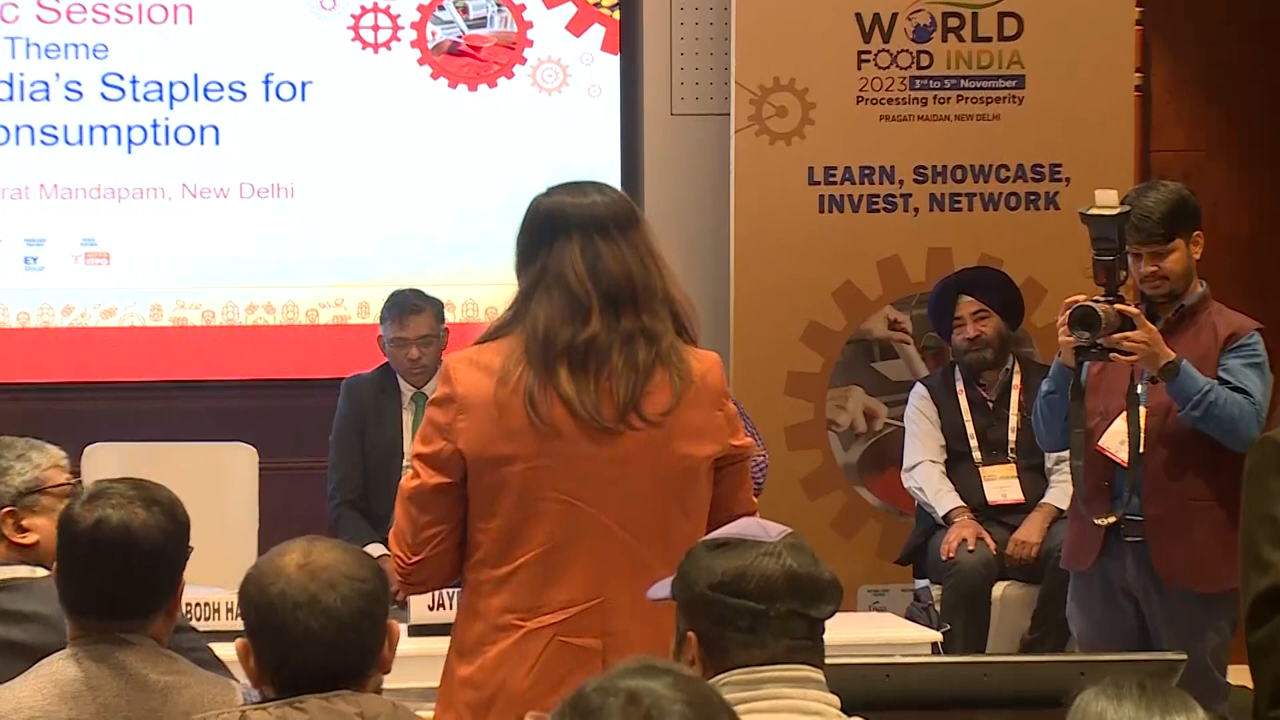 c Session
Theme
dia's Staples for
onsumption
rat Mandapam, New Delhi
EY
WORLD
FOOD INDIA
2023 3rd to 5th November
Processing for Prosperity
PRAGATI MAIDAN, NEW DELHI
LEARN, SHOWCASE,
INVEST, NETWORK
BODH HA
JAY